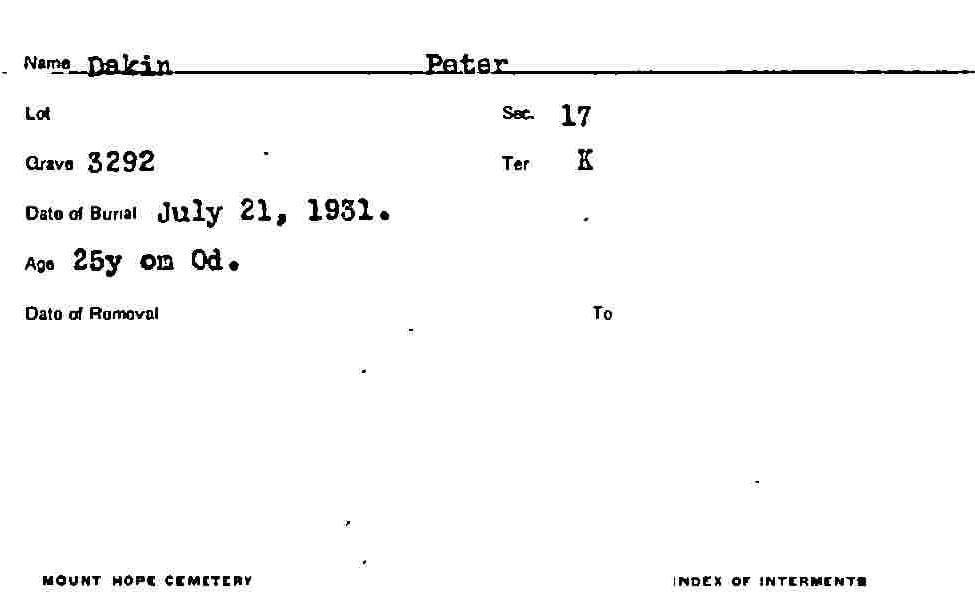 Name Dakin Peter
Lot Sec. 17
Grave 3292 Ter K
Date of Burial July 21, 1931.
Age 25y om Od.
Date of Removal To
MOUNT HOPE CEMETERY INDEX OF INTERMENTS